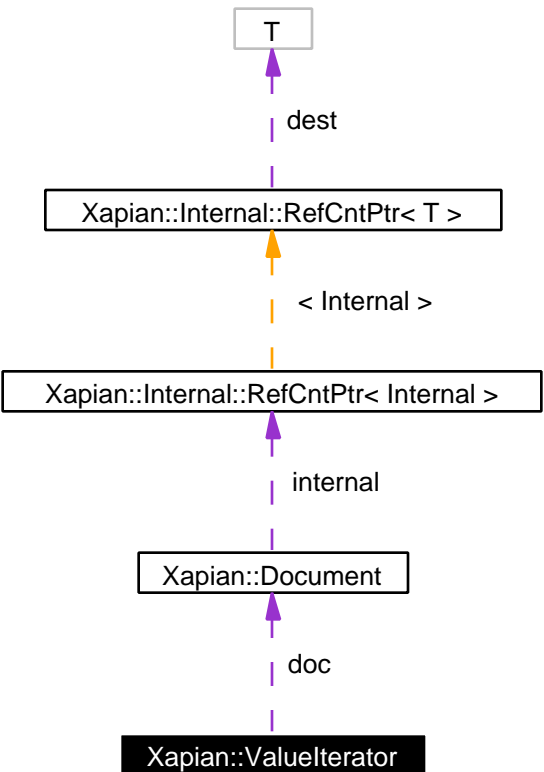 T
dest
Xapian::Internal::RefCntPtr< T >
< Internal >
Xapian::Internal::RefCntPtr< Internal >
internal
Xapian::Document
doc
Xapian::ValueIterator